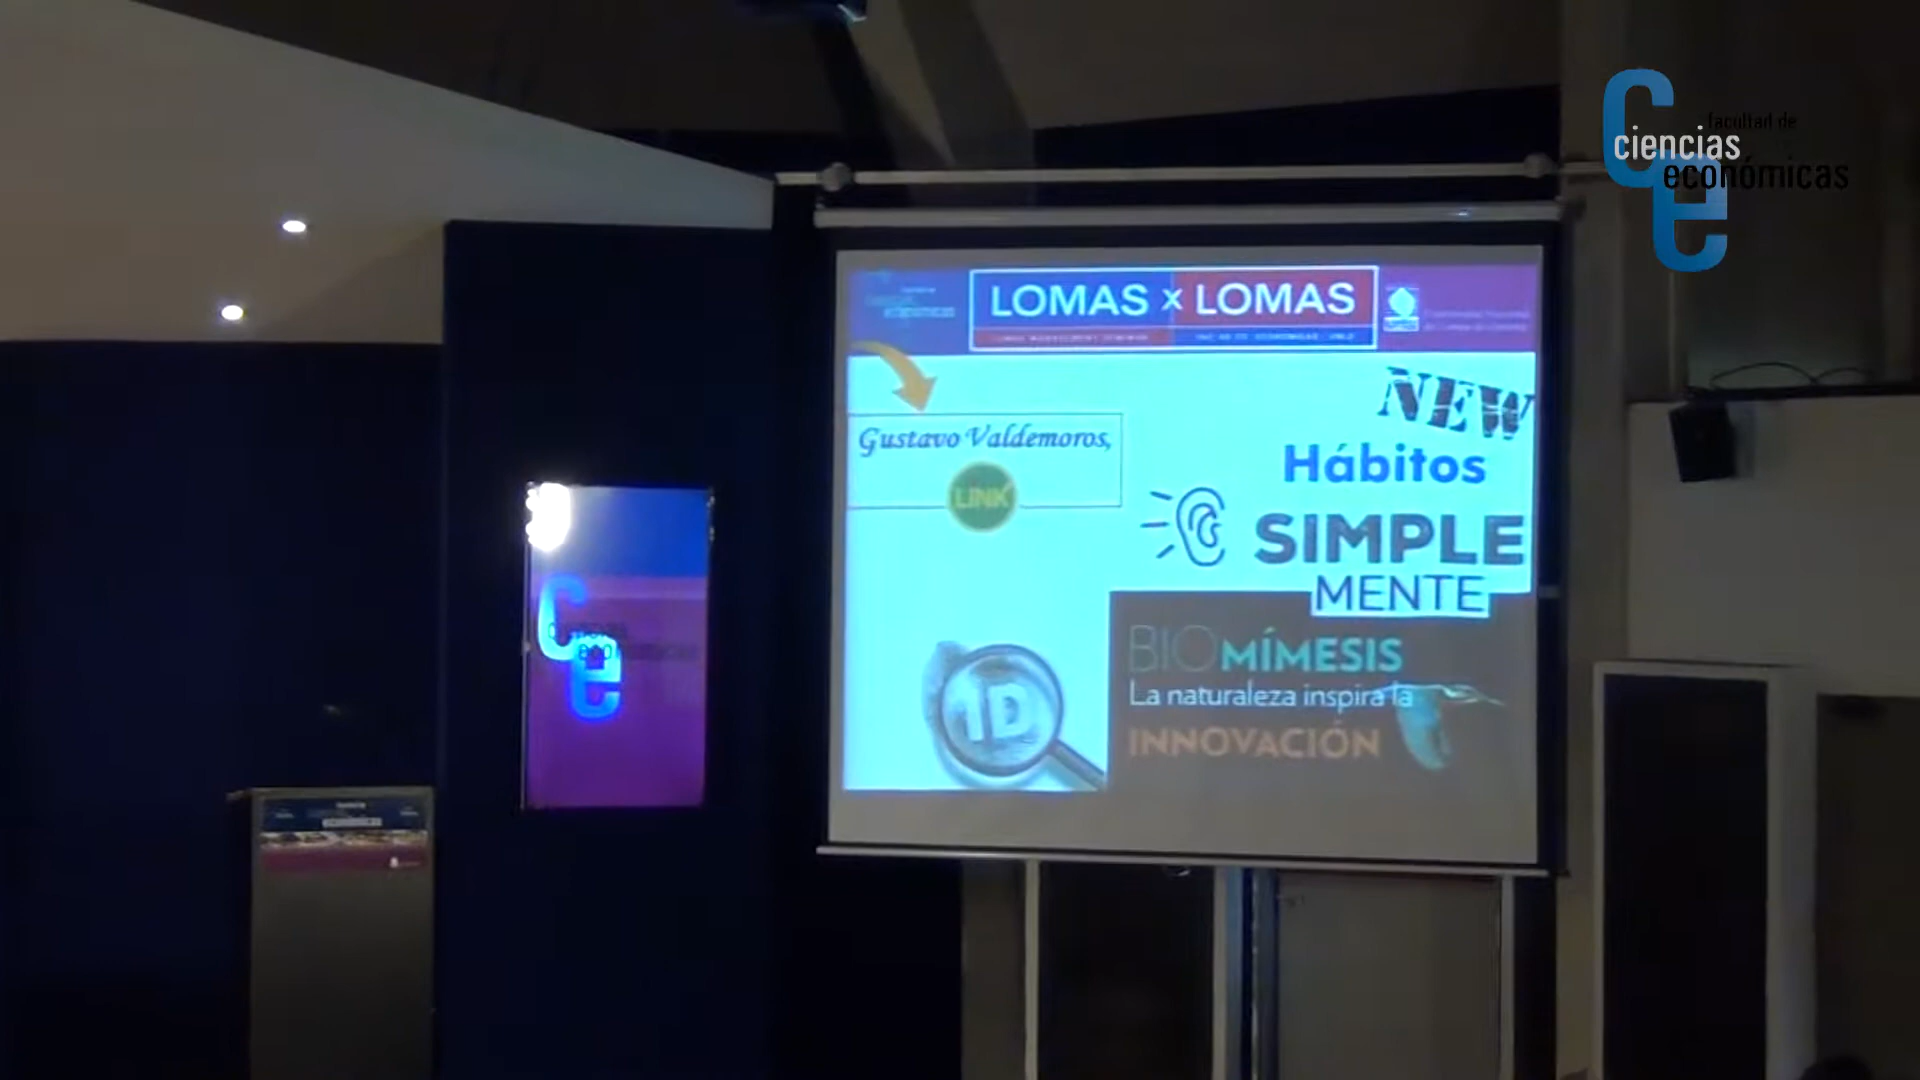 facultad de
ciencias
económicas
LOMAS x LOMAS
NEW
Gustavo Valdemoros,
LINK
Hábitos
SIMPLE
MENTE
ID
BIOMÍMESIS
La naturaleza inspira la
INNOVACIÓN
ce